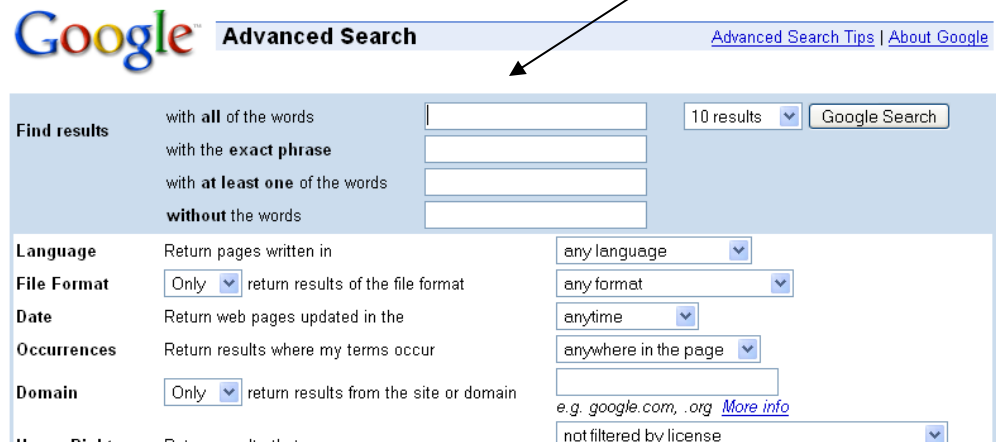 Google™ Advanced Search Advanced Search Tips | About Google
Find results with all of the words 10 results Google Search
with the exact phrase
with at least one of the words
without the words
Language Return pages written in any language
File Format Only return results of the file format any format
Date Return web pages updated in the anytime
Occurrences Return results where my terms occur anywhere in the page
Domain Only return results from the site or domain
e.g. google.com, .org More info
not filtered by license